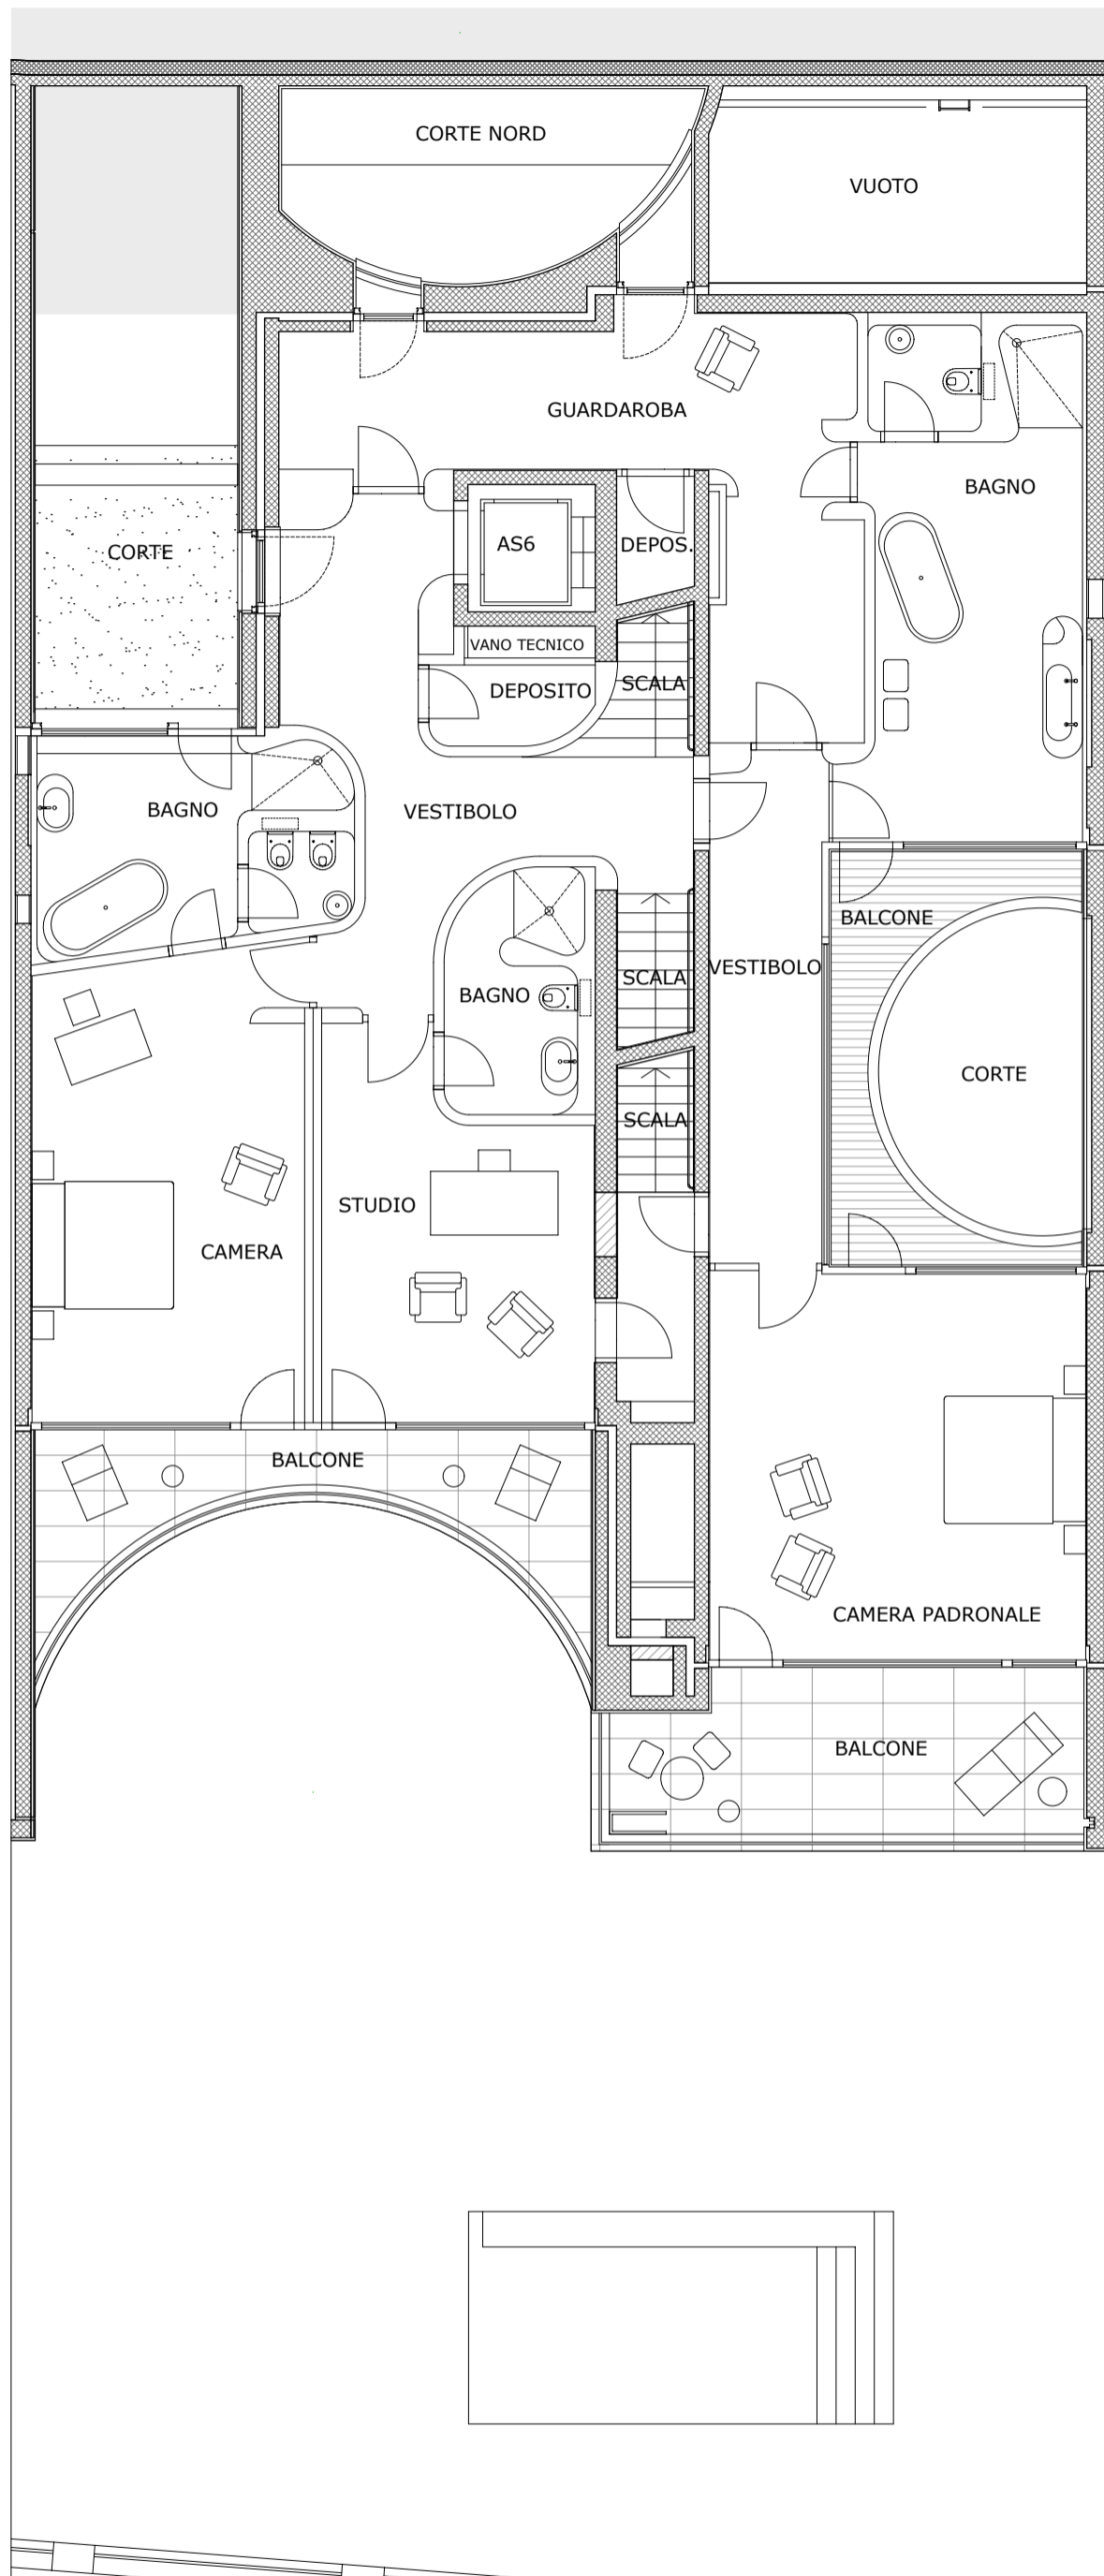 CORTE NORD
VUOTO
GUARDAROBA
BAGNO
AS6
DEPOS.
CORTE
VANO TECNICO
DEPOSITO
SCALA
BAGNO
VESTIBOLO
BALCONE
SCALA
VESTIBOLO
BAGNO
CORTE
SCALA
STUDIO
CAMERA
BALCONE
CAMERA PADRONALE
BALCONE